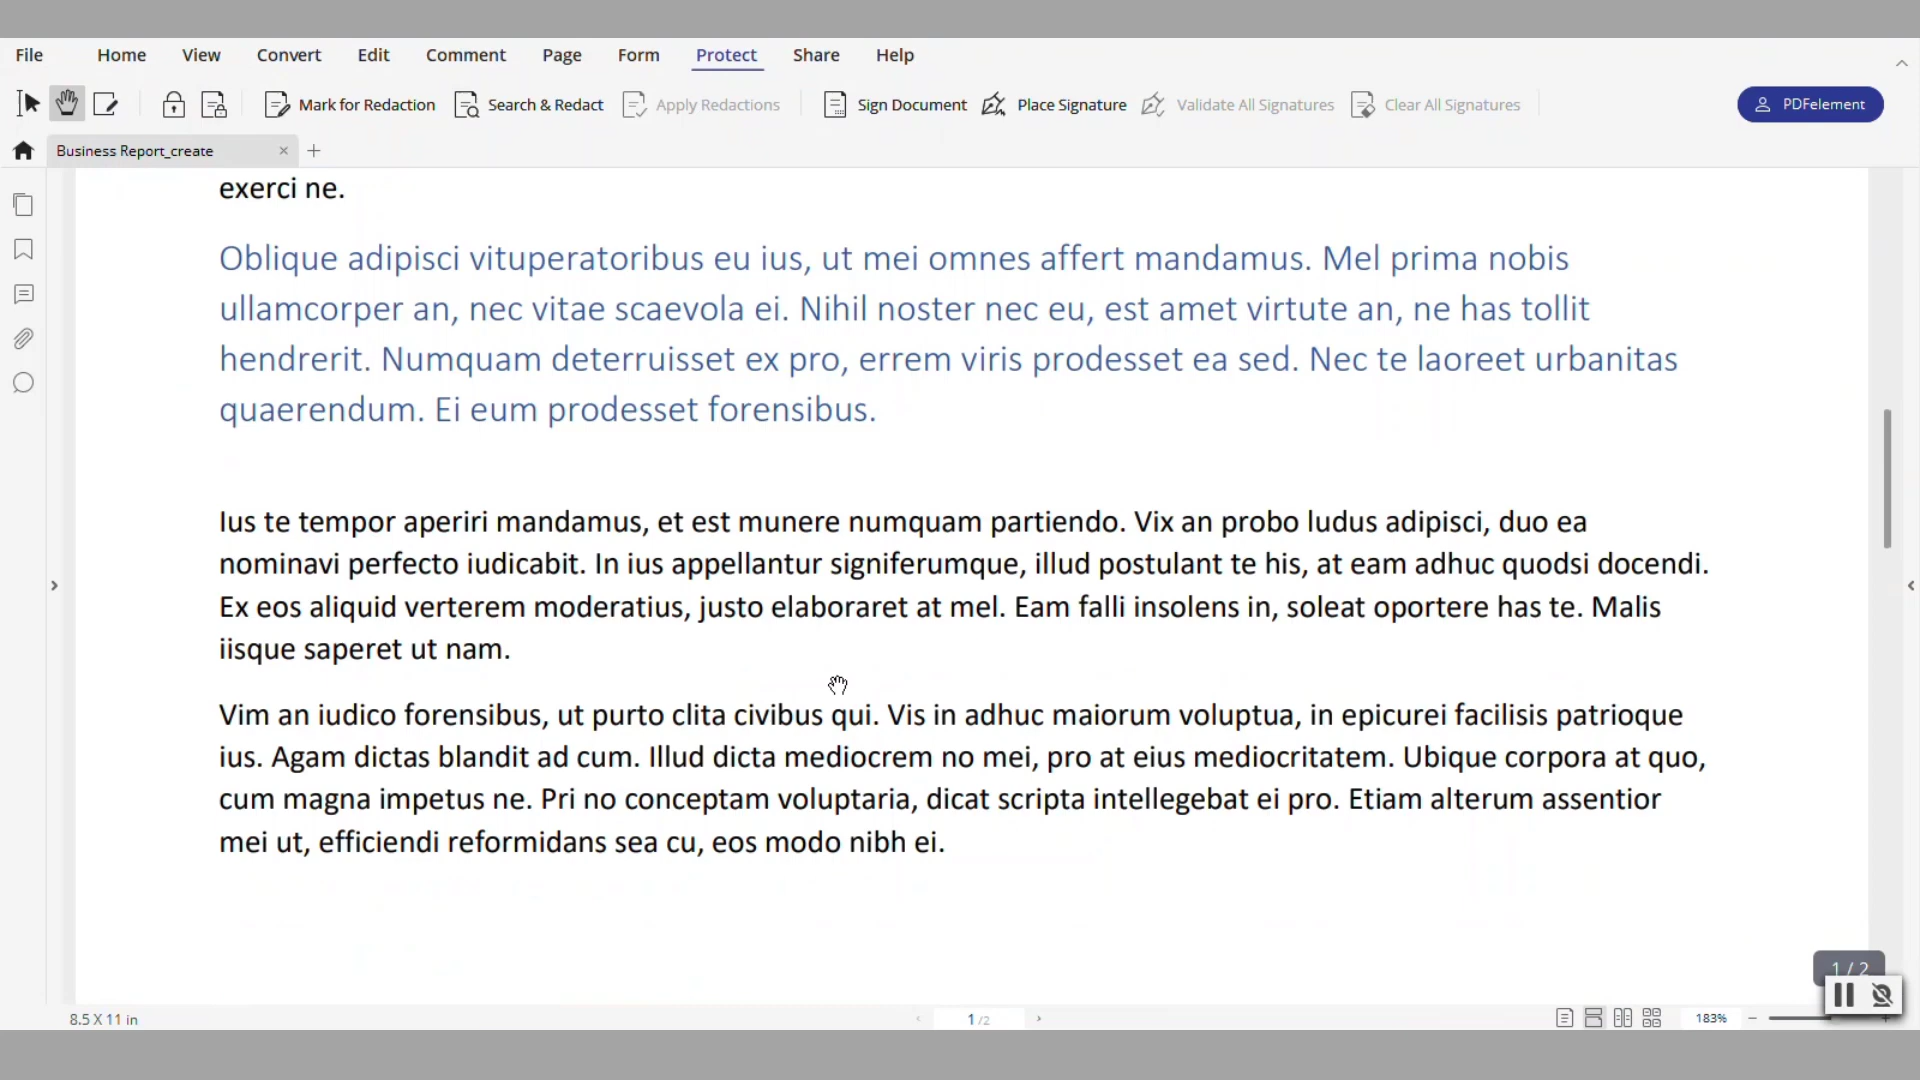 File Home View Convert Edit Comment Page Form Protect Share Help
Mark for Redaction Search & Redact Apply Redactions Sign Document Place Signature Validate All Signatures Clear All Signatures PDFelement
Business Report_create
exerci ne.
Oblique adipisci vituperatoribus eu ius, ut mei omnes affert mandamus. Mel prima nobis
ullamcorper an, nec vitae scaevola ei. Nihil noster nec eu, est amet virtute an, ne has tollit
hendrerit. Numquam deterruisset ex pro, errem viris prodesset ea sed. Nec te laoreet urbanitas
quaerendum. Ei eum prodesset forensibus.
Ius te tempor aperiri mandamus, et est munere numquam partiendo. Vix an probo ludus adipisci, duo ea
nominavi perfecto iudicabit. In ius appellantur signiferumque, illud postulant te his, at eam adhuc quodsi docendi.
Ex eos aliquid verterem moderatius, justo elaboraret at mel. Eam falli insolens in, soleat oportere has te. Malis
iisque saperet ut nam.
Vim an iudico forensibus, ut purto clita civibus qui. Vis in adhuc maiorum voluptua, in epicurei facilisis patrioque
ius. Agam dictas blandit ad cum. Illud dicta mediocrem no mei, pro at eius mediocritatem. Ubique corpora at quo,
cum magna impetus ne. Pri no conceptam voluptaria, dicat scripta intellegebat ei pro. Etiam alterum assentior
mei ut, efficiendi reformidans sea cu, eos modo nibh ei.
1 / 2
8.5 X 11 in 1 /2 183%